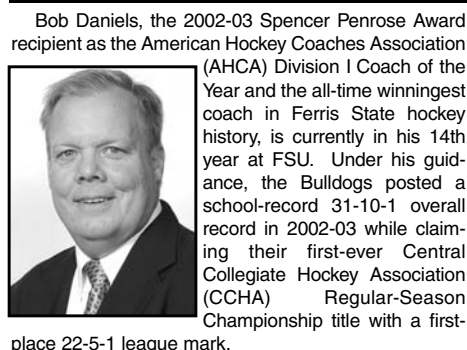 Bob Daniels, the 2002-03 Spencer Penrose Award
recipient as the American Hockey Coaches Association
(AHCA) Division I Coach of the
Year and the all-time winningest
coach in Ferris State hockey
history, is currently in his 14th
year at FSU. Under his guid-
ance, the Bulldogs posted a
school-record 31-10-1 overall
record in 2002-03 while claim-
ing their first-ever Central
Collegiate Hockey Association
(CCHA) Regular-Season
Championship title with a first-
place 22-5-1 league mark.